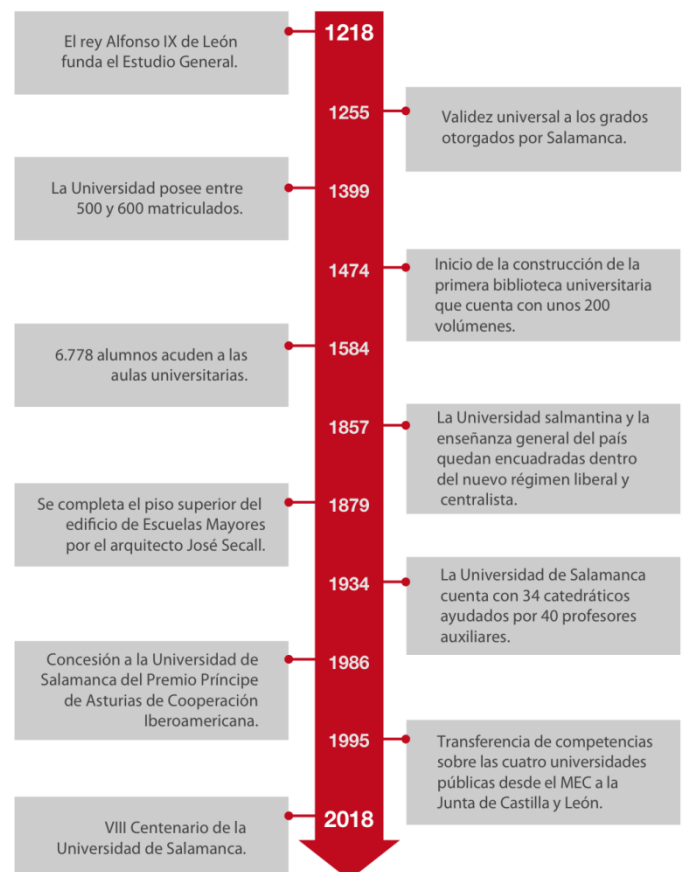 1218
El rey Alfonso IX de León
funda el Estudio General.
1255
Validez universal a los grados
otorgados por Salamanca.
1399
La Universidad posee entre
500 y 600 matriculados.
1474
Inicio de la construcción de la
primera biblioteca universitaria
que cuenta con unos 200
volúmenes.
1584
6.778 alumnos acuden a las
aulas universitarias.
1857
La Universidad salmantina y la
enseñanza general del país
quedan encuadradas dentro
del nuevo régimen liberal y
centralista.
1879
Se completa el piso superior del
edificio de Escuelas Mayores
por el arquitecto José Secall.
1934
La Universidad de Salamanca
cuenta con 34 catedráticos
ayudados por 40 profesores
auxiliares.
1986
Concesión a la Universidad de
Salamanca del Premio Príncipe
de Asturias de Cooperación
Iberoamericana.
1995
Transferencia de competencias
sobre las cuatro universidades
públicas desde el MEC a la
Junta de Castilla y León.
2018
VIII Centenario de la
Universidad de Salamanca.